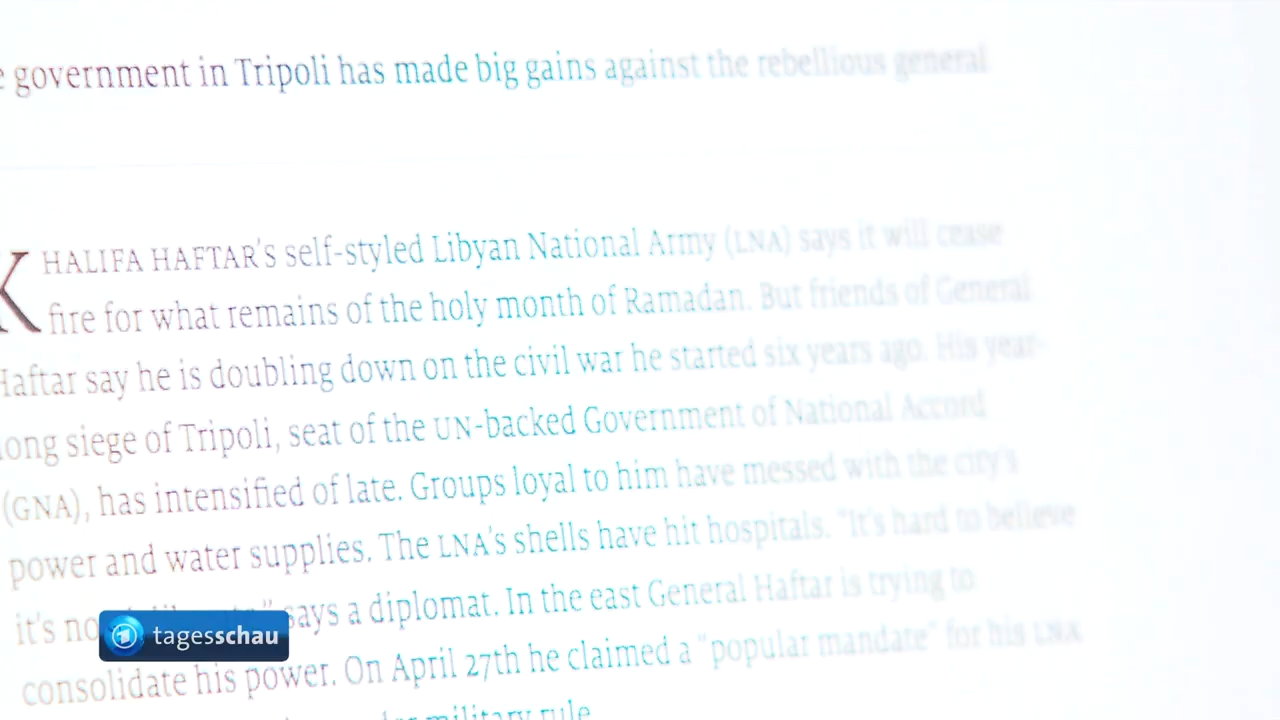 government in Tripoli has made big gains against the rebellious general
KHALIFA HAFTAR'S self-styled Libyan National Army (LNA) says it will cease
fire for what remains of the holy month of Ramadan. But friends of General
Haftar say he is doubling down on the civil war he started six years ago. His year-
long siege of Tripoli, seat of the UN-backed Government of National Accord
(GNA), has intensified of late. Groups loyal to him have messed with the city's
power and water supplies. The LNA's shells have hit hospitals. "It's hard to believe
it's says a diplomat. In the east General Haftar is trying to
tagesschau
consolidate his power. On April 27th he claimed a "popular mandate" for his LNA
military rule